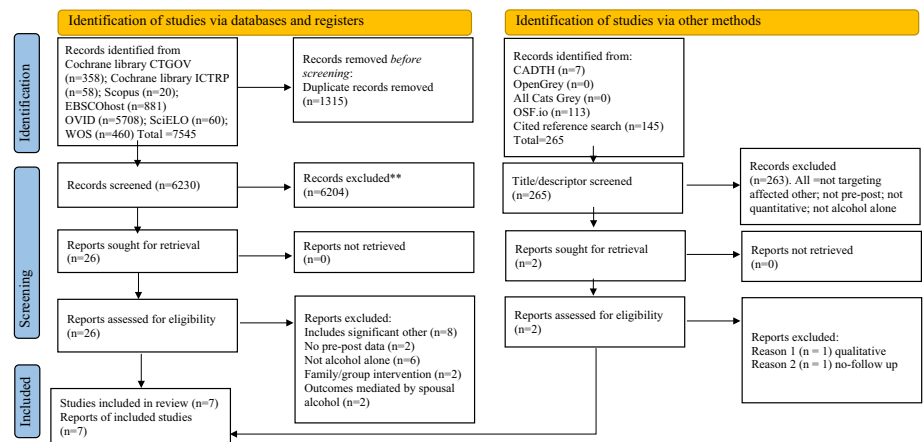 Identification of studies via databases and registers
Identification of studies via other methods
Identification
Records identified from
Cochrane library CTGOV
(n=358); Cochrane library ICTRP
(n=58); Scopus (n=20);
EBSCOhost (n=881)
OVID (n=5708); SciELO (n=60);
WOS (n=460) Total =7545
Records removed before
screening:
Duplicate records removed
(n=1315)
Records identified from:
CADTH (n=7)
OpenGrey (n=0)
All Cats Grey (n=0)
OSF.io (n=113)
Cited reference search (n=145)
Total=265
Screening
Records screened (n=6230)
Records excluded**
(n=6204)
Title/descriptor screened
(n=265)
Records excluded
(n=263). All =not targeting
affected other; not pre-post; not
quantitative; not alcohol alone
Reports sought for retrieval
(n=26)
Reports not retrieved
(n=0)
Reports sought for retrieval
(n=2)
Reports not retrieved
(n=0)
Reports assessed for eligibility
(n=26)
Reports excluded:
Includes significant other (n=8)
No pre-post data (n=2)
Not alcohol alone (n=6)
Family/group intervention (n=2)
Outcomes mediated by spousal
alcohol (n=2)
Reports assessed for eligibility
(n=2)
Reports excluded:
Reason 1 (n = 1) qualitative
Reason 2 (n = 1) no-follow up
Included
Studies included in review (n=7)
Reports of included studies
(n=7)